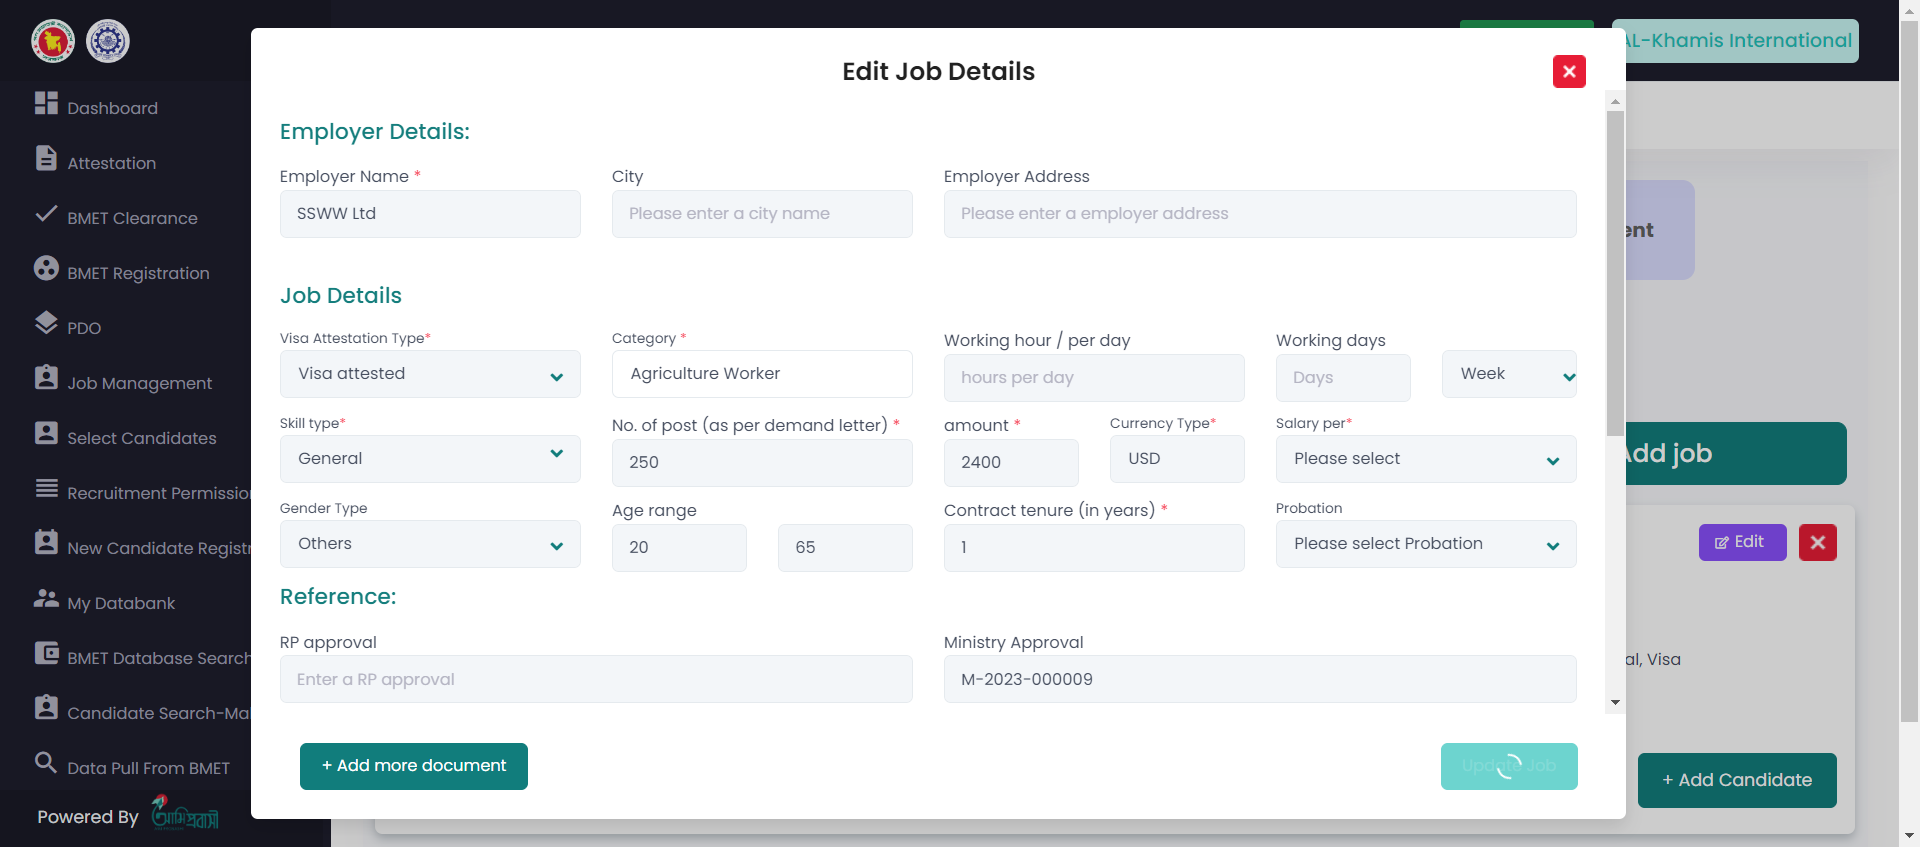 AL-Khamis International
Edit Job Details
Dashboard
Attestation
BMET Clearance
BMET Registration
PDO
Job Management
Select Candidates
Recruitment Permission
New Candidate Registr
My Databank
BMET Database Search
Candidate Search-Ma
Data Pull From BMET
Powered By আমি প্রবাসী
Employer Details:
Employer Name *
City
Employer Address
SSWW Ltd
Please enter a city name
Please enter a employer address
Job Details
Visa Attestation Type*
Category *
Working hour / per day
Working days
Visa attested
Agriculture Worker
hours per day
Days
Week
Skill type*
No. of post (as per demand letter) *
amount *
Currency Type*
Salary per*
General
250
2400
USD
Please select
Gender Type
Age range
Contract tenure (in years) *
Probation
Others
20
65
1
Please select Probation
Reference:
RP approval
Ministry Approval
Enter a RP approval
M-2023-000009
+ Add more document
Update Job
ent
Add job
Edit
al, Visa
+ Add Candidate